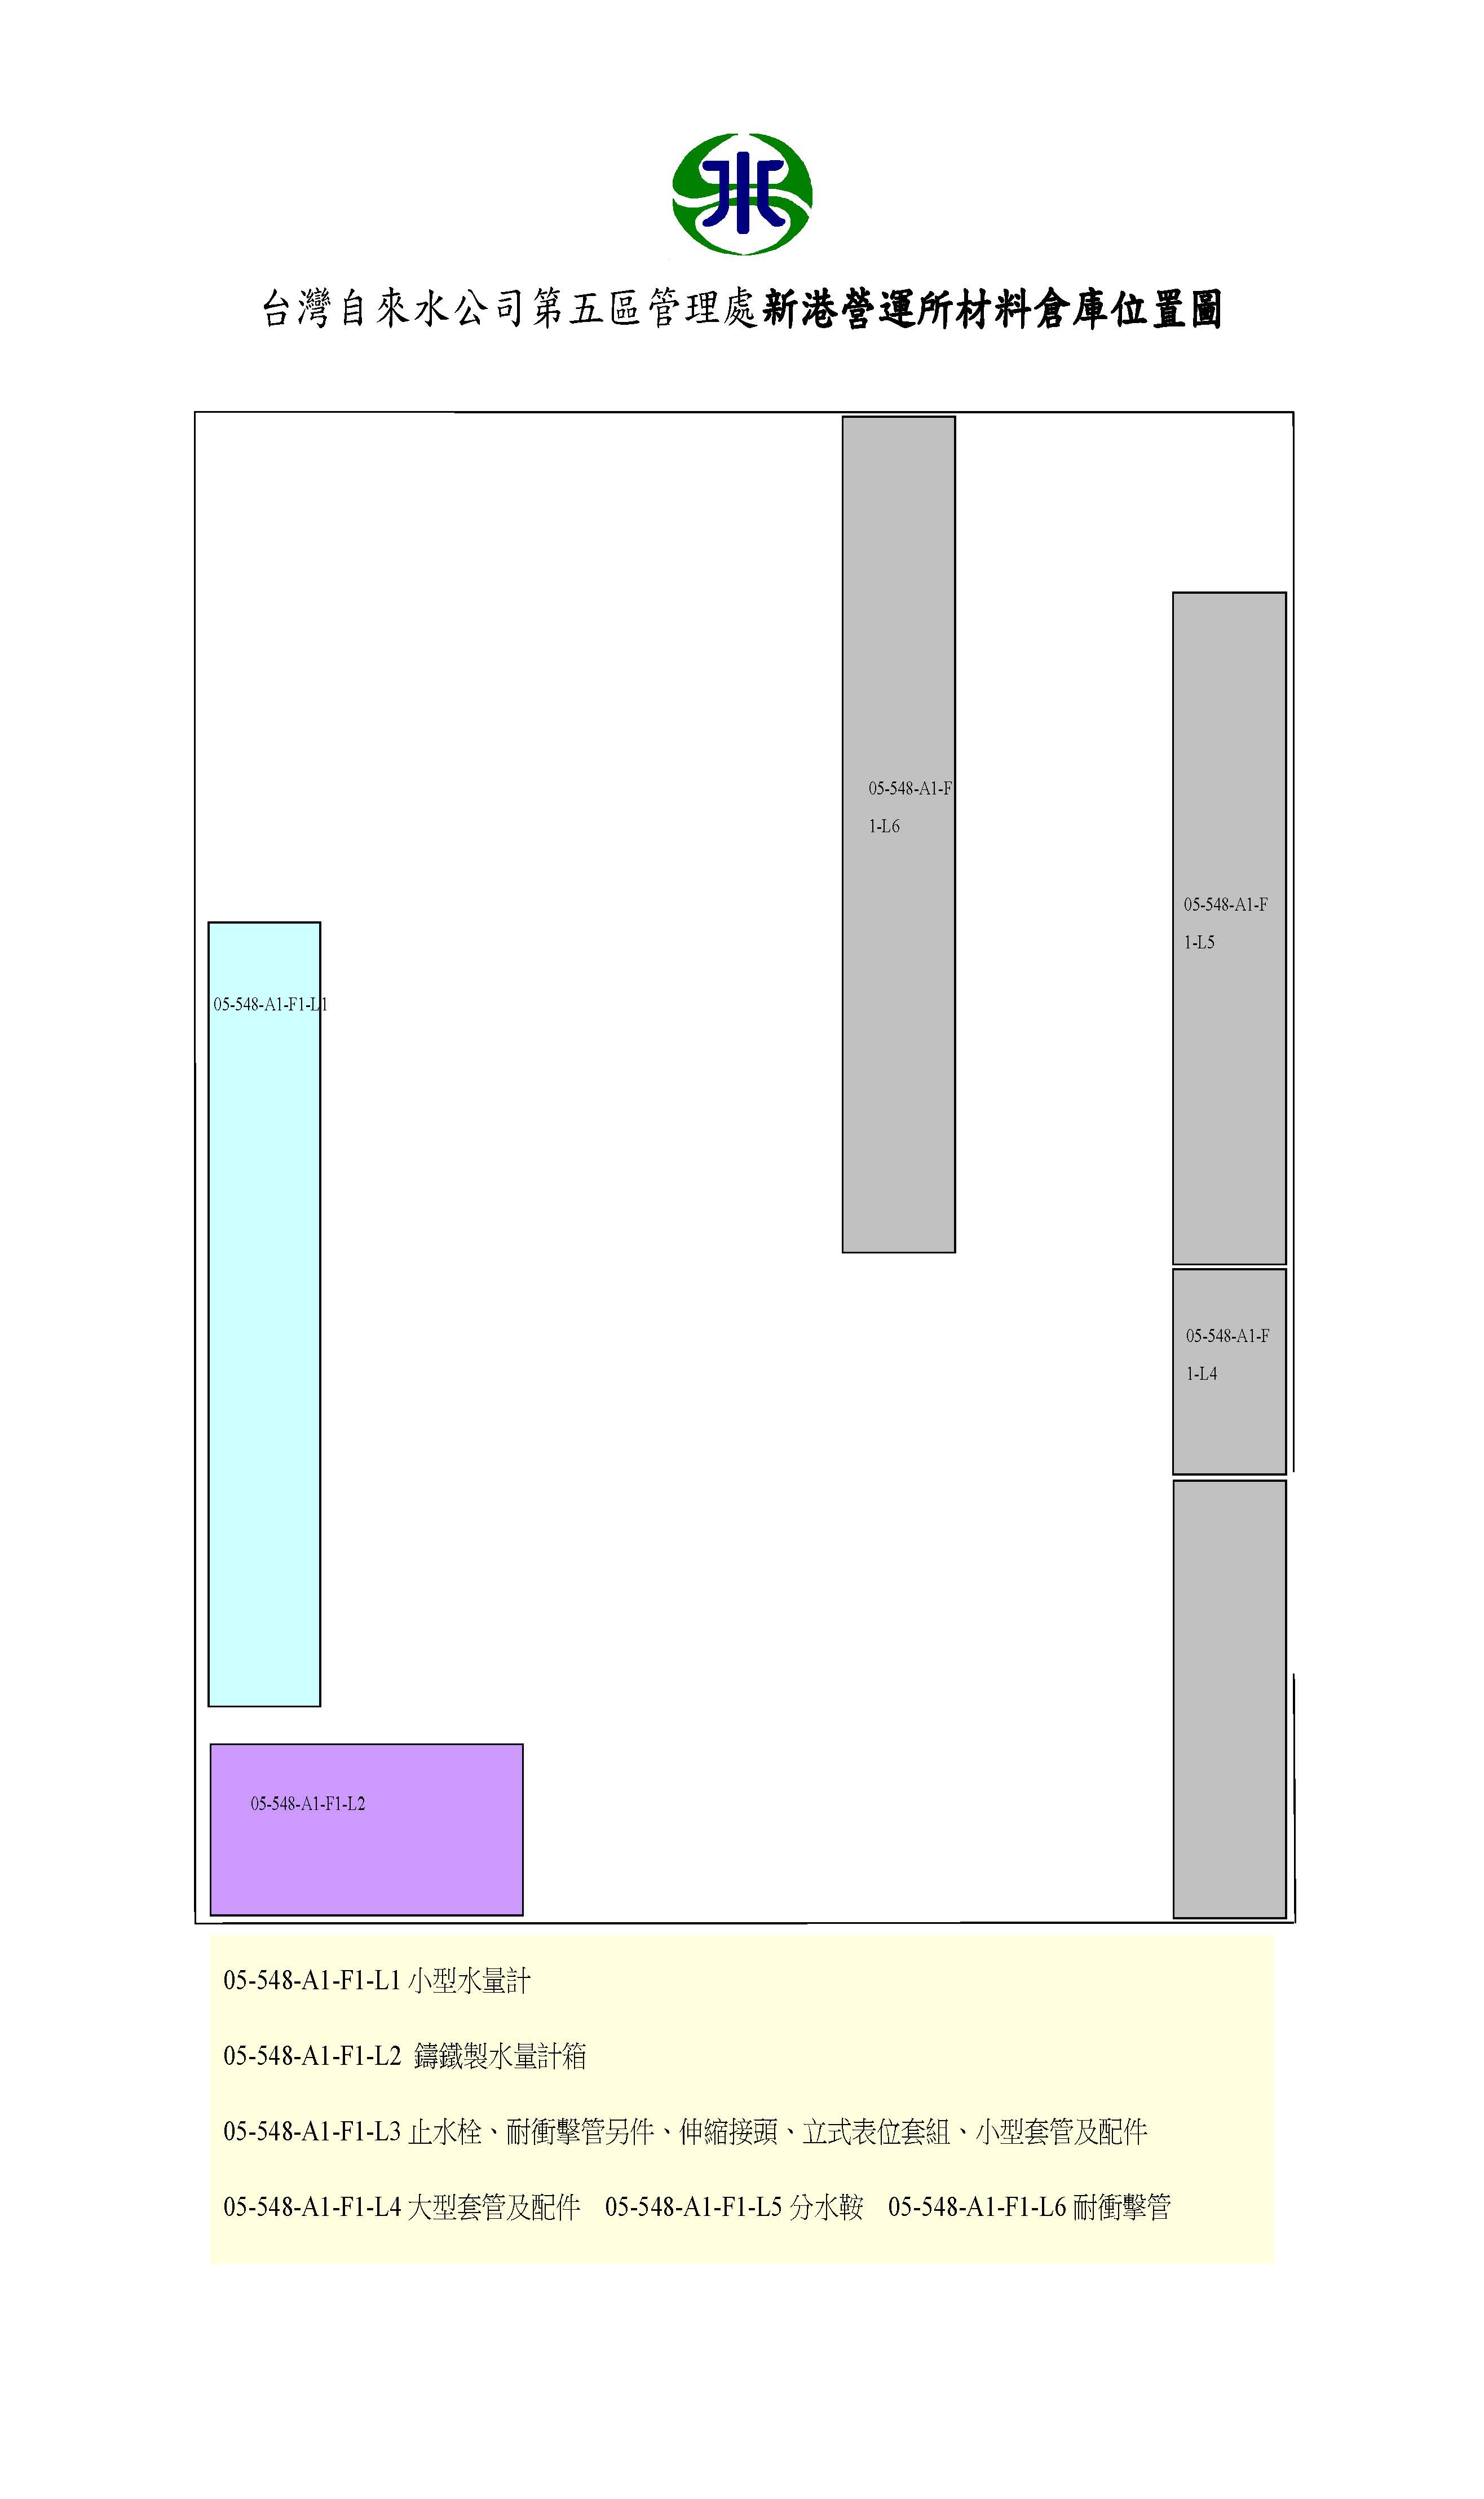 台灣自來水公司第五區管理處新港營運所材料倉庫位置圖
05-548-A1-F
1-L6
05-548-A1-F
1-L5
05-548-A1-F1-L1
05-548-A1-F
1-L4
05-548-A1-F1-L2
05-548-A1-F1-L1 小型水量計
05-548-A1-F1-L2 鑄鐵製水量計箱
05-548-A1-F1-L3 止水栓、耐衝擊管另件、伸縮接頭、立式表位套組、小型套管及配件
05-548-A1-F1-L4 大型套管及配件 05-548-A1-F1-L5 分水鞍 05-548-A1-F1-L6 耐衝擊管